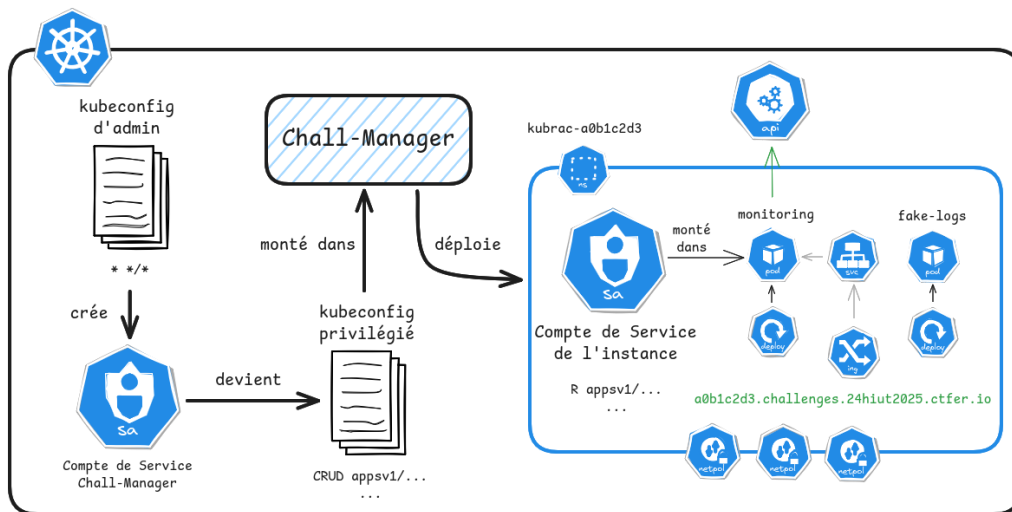 kubeconfig
d'admin
* */*
crée
sa
Compte de Service
Chall-Manager
devient
kubeconfig
privilégié
CRUD appsv1/...
...
monté dans
Chall-Manager
déploie
kubrac-a0b1c2d3
ns
api
sa
Compte de Service
de l'instance
R appsv1/...
...
monté
dans
monitoring
pod
deploy
svc
ing
fake-logs
pod
deploy
a0b1c2d3.challenges.24hiut2025.ctfer.io
netpol
netpol
netpol